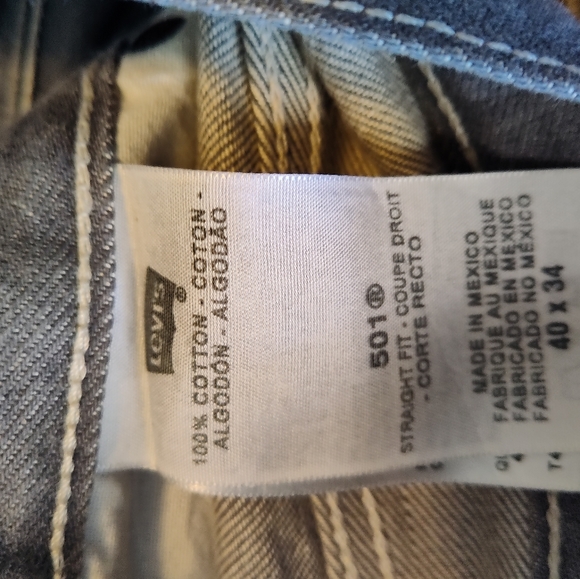 Levi's®
100% COTTON - COTON -
ALGODÓN - ALGODÃO
501®
STRAIGHT FIT - COUPE DROIT
- CORTE RECTO
MADE IN MEXICO
FABRIQUE AU MEXIQUE
FABRICADO EN MEXICO
FABRICADO NO MÉXICO
40 X 34